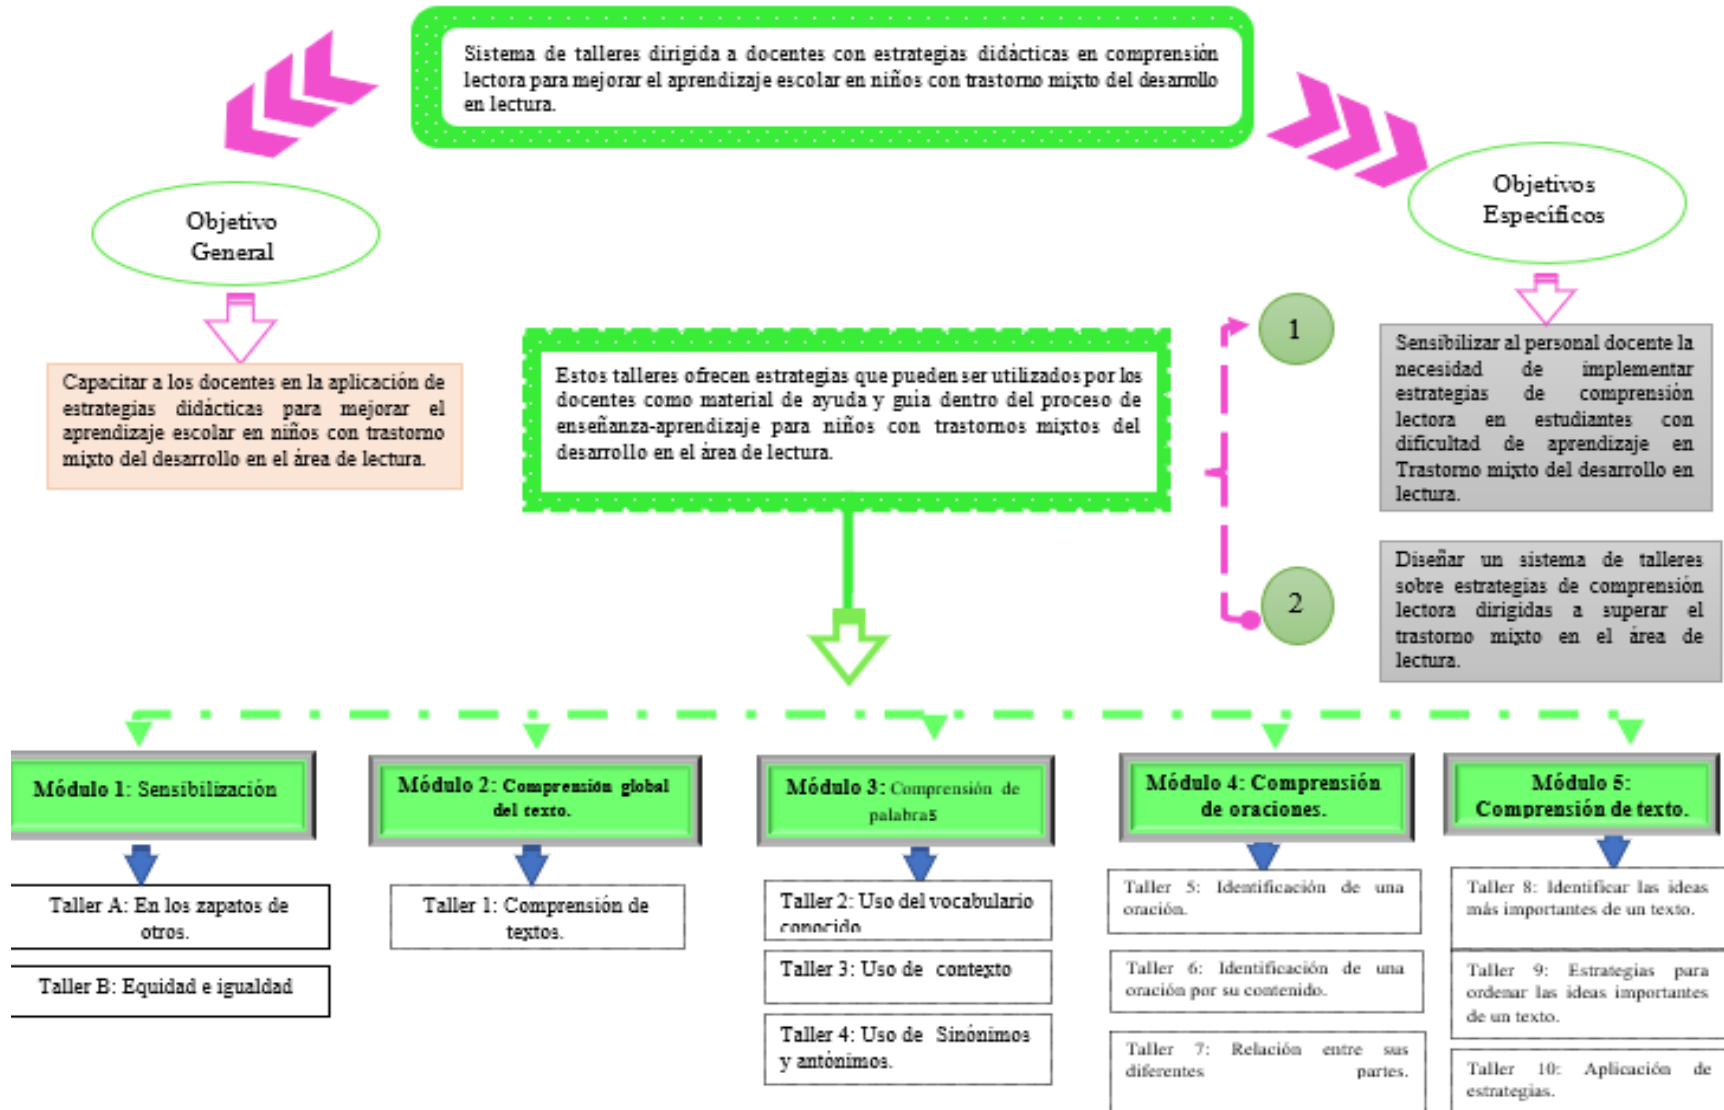 Sistema de talleres dirigida a docentes con estrategias didácticas en comprensión
lectora para mejorar el aprendizaje escolar en niños con trastorno mixto del desarrollo
en lectura.
Objetivo
General
Objetivos
Específicos
Capacitar a los docentes en la aplicación de
estrategias didácticas para mejorar el
aprendizaje escolar en niños con trastorno
mixto del desarrollo en el área de lectura.
Estos talleres ofrecen estrategias que pueden ser utilizados por los
docentes como material de ayuda y guía dentro del proceso de
enseñanza-aprendizaje para niños con trastornos mixtos del
desarrollo en el área de lectura.
1
Sensibilizar al personal docente la
necesidad de implementar
estrategias de comprensión
lectora en estudiantes con
dificultad de aprendizaje en
Trastorno mixto del desarrollo en
lectura.
2
Diseñar un sistema de talleres
sobre estrategias de comprensión
lectora dirigidas a superar el
trastorno mixto en el área de
lectura.
Módulo 1: Sensibilización
Taller A: En los zapatos de
otros.
Taller B: Equidad e igualdad
Módulo 2: Comprensión global
del texto.
Taller 1: Comprensión de
textos.
Módulo 3: Comprensión de
palabras
Taller 2: Uso del vocabulario
conocido
Taller 3: Uso de contexto
Taller 4: Uso de Sinónimos
y antónimos.
Módulo 4: Comprensión
de oraciones.
Taller 5: Identificación de una
oración.
Taller 6: Identificación de una
oración por su contenido.
Taller 7: Relación entre sus
diferentes partes.
Módulo 5:
Comprensión de texto.
Taller 8: Identificar las ideas
más importantes de un texto.
Taller 9: Estrategias para
ordenar las ideas importantes
de un texto.
Taller 10: Aplicación de
estrategias.